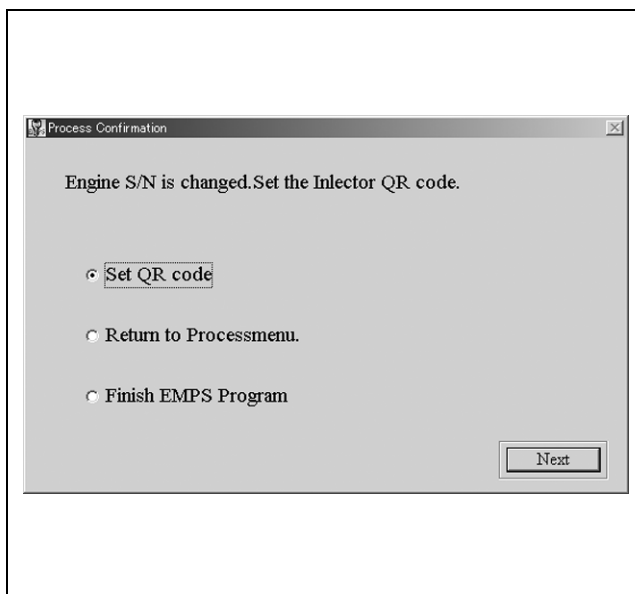 Process Confirmation
Engine S/N is changed.Set the Inlector QR code.
Set QR code
Return to Processmenu.
Finish EMPS Program
Next